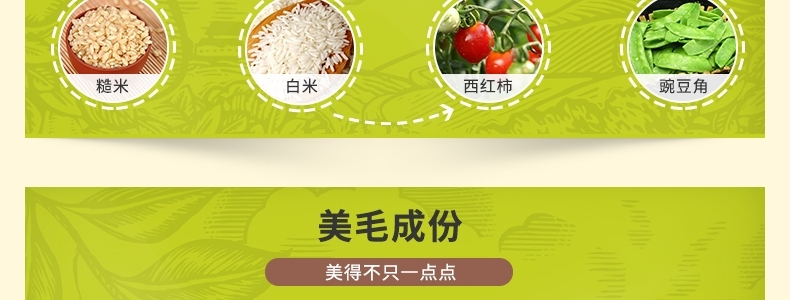 糙米
白米
西红柿
豌豆角
美毛成份
美得不只一点点